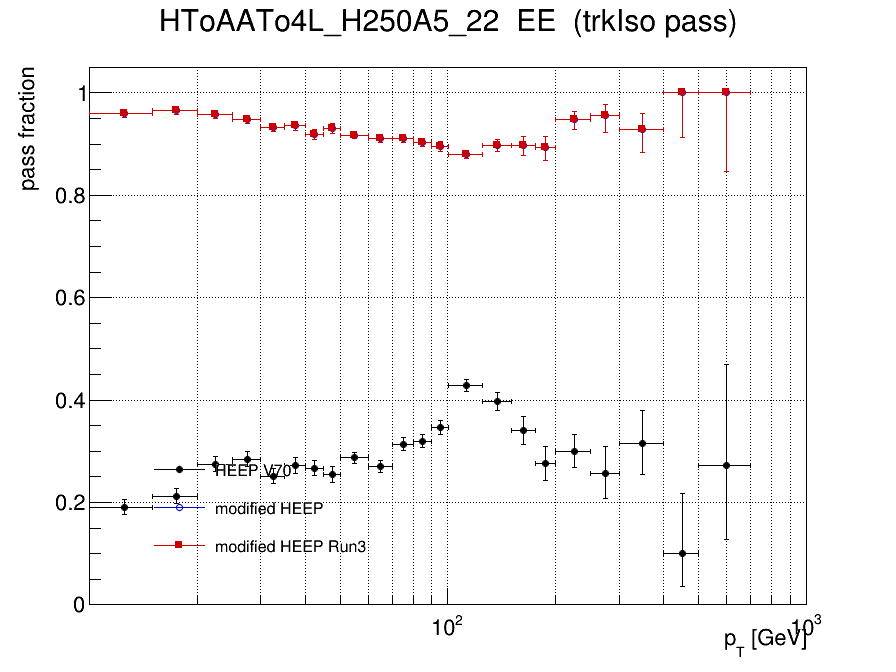 HToAATo4L_H250A5_22 EE (trkIso pass)
pass fraction
1
0.8
0.6
0.4
0.2
0
HEEP V70
modified HEEP
modified HEEP Run3
10²
10³
p_T [GeV]